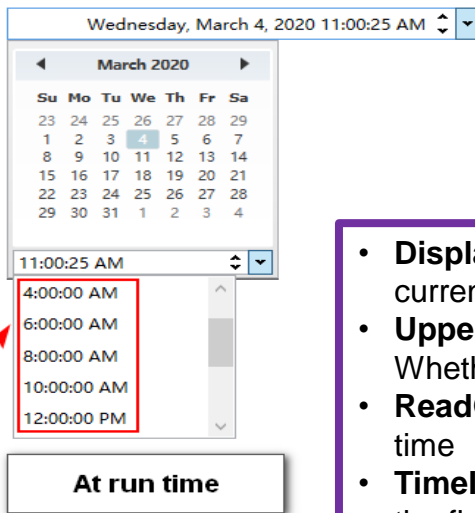 Wednesday, March 4, 2020 11:00:25 AM
March 2020
Su Mo Tu We Th Fr Sa
23 24 25 26 27 28 29
1 2 3 4 5 6 7
8 9 10 11 12 13 14
15 16 17 18 19 20 21
22 23 24 25 26 27 28
29 30 31 1 2 3 4
11:00:25 AM
4:00:00 AM
6:00:00 AM
8:00:00 AM
10:00:00 AM
12:00:00 PM
At run time
• Displ
curren
• Uppe
Wheth
• Read
time
• Time